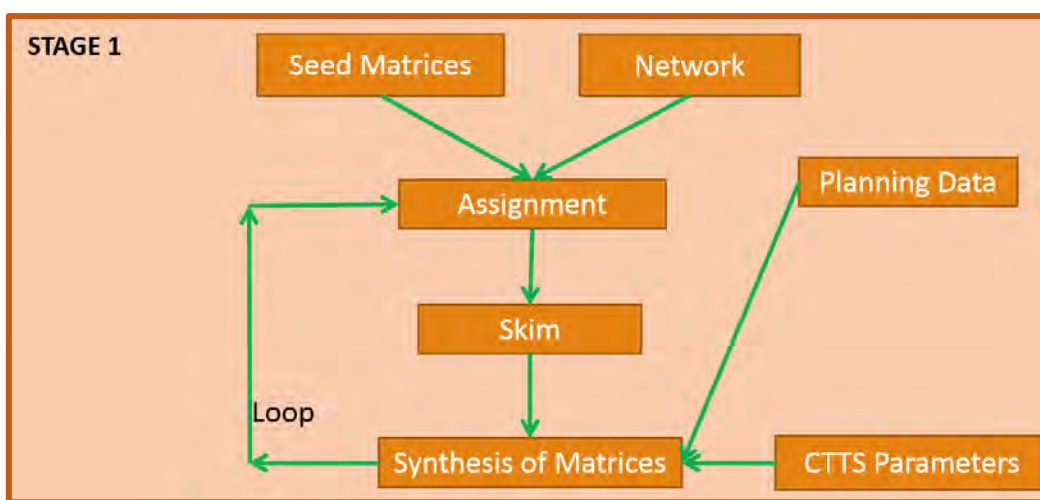 STAGE 1
Seed Matrices
Network
Assignment
Planning Data
Skim
Loop
Synthesis of Matrices
CTTS Parameters